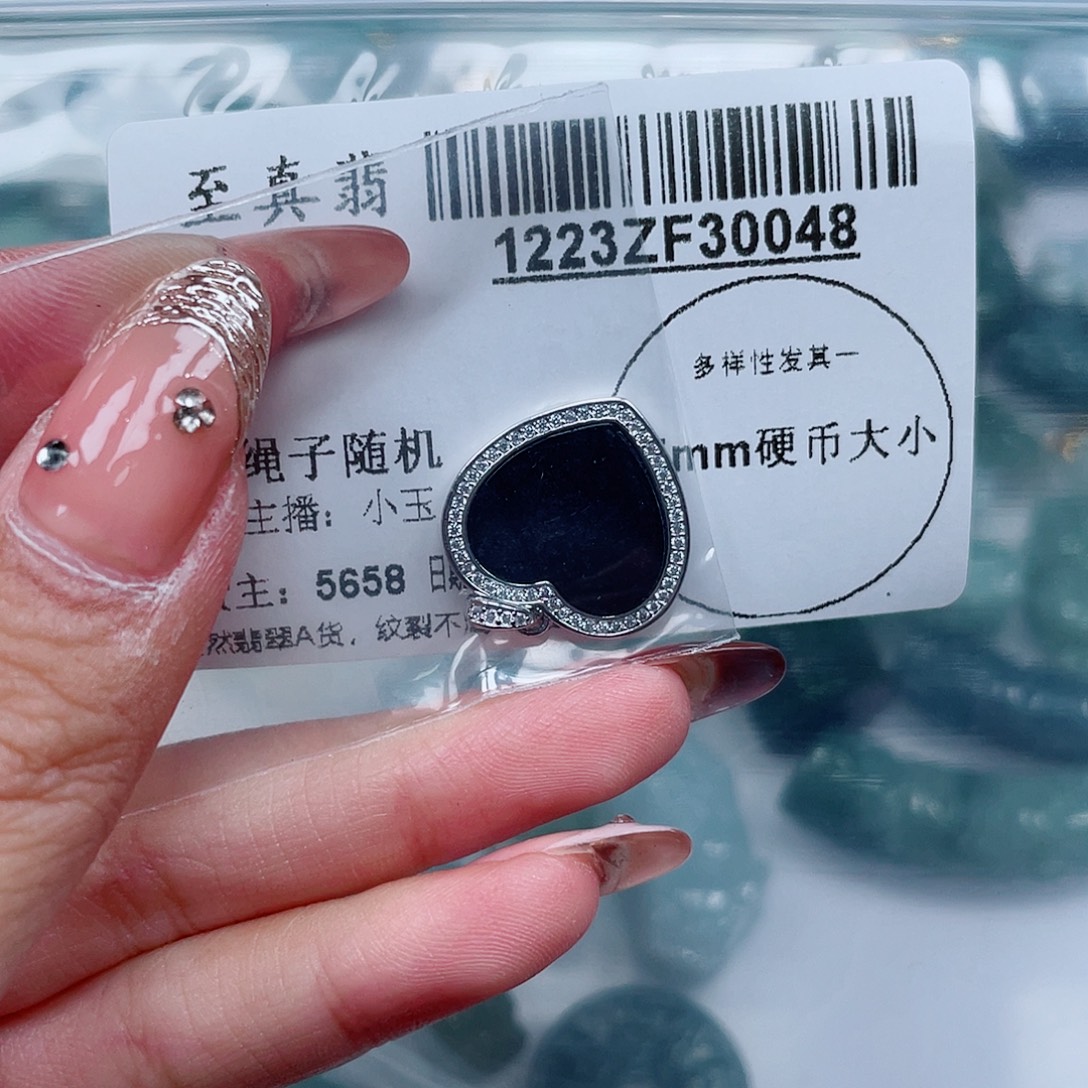 至真翡
1223ZF30048
多样性发其一
mm硬币大小
绳子随机
主播：小玉
主：5658 日
然翡翠A货，纹裂不